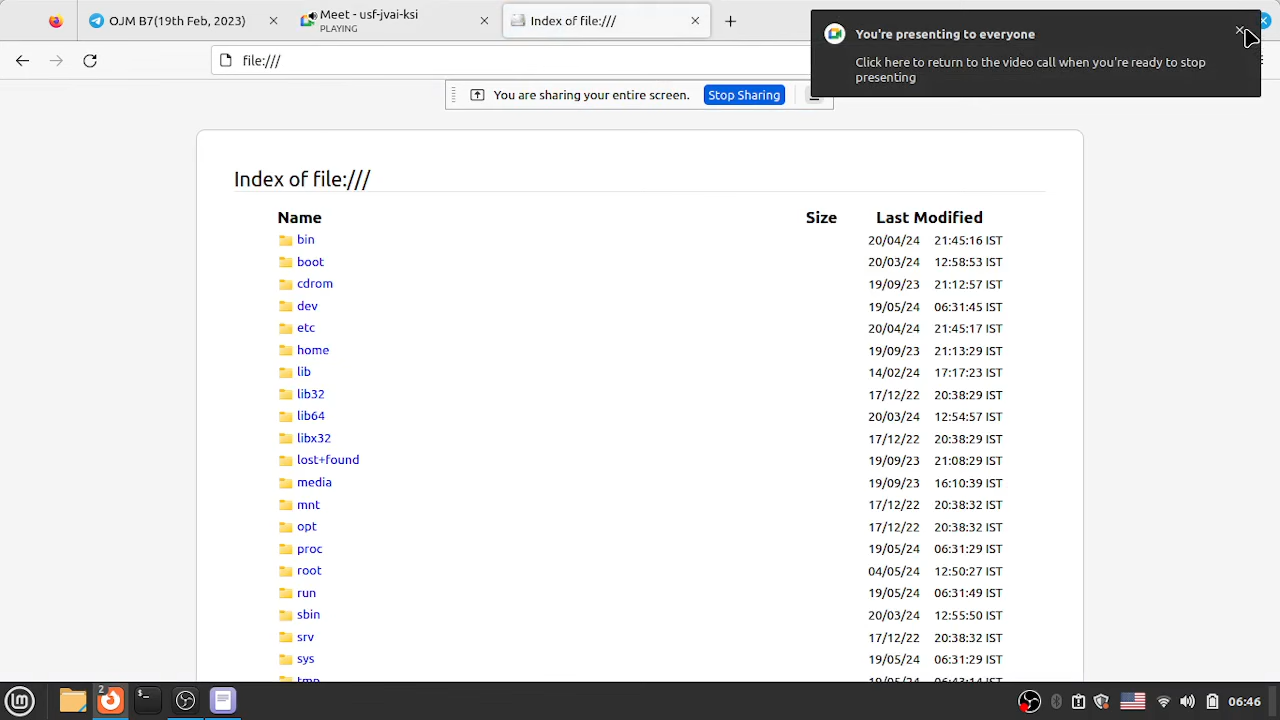 OJM B7(19th Feb, 2023)
Meet - usf-jvai-ksi
PLAYING
Index of file:///
You're presenting to everyone
Click here to return to the video call when you're ready to stop
presenting
file:///
You are sharing your entire screen.
Stop Sharing
Index of file:///
Name Size Last Modified
bin 20/04/24 21:45:16 IST
boot 20/03/24 12:58:53 IST
cdrom 19/09/23 21:12:57 IST
dev 19/05/24 06:31:45 IST
etc 20/04/24 21:45:17 IST
home 19/09/23 21:13:29 IST
lib 14/02/24 17:17:23 IST
lib32 17/12/22 20:38:29 IST
lib64 20/03/24 12:54:57 IST
libx32 17/12/22 20:38:29 IST
lost+found 19/09/23 21:08:29 IST
media 19/09/23 16:10:39 IST
mnt 17/12/22 20:38:32 IST
opt 17/12/22 20:38:32 IST
proc 19/05/24 06:31:29 IST
root 04/05/24 12:50:27 IST
run 19/05/24 06:31:49 IST
sbin 20/03/24 12:55:50 IST
srv 17/12/22 20:38:32 IST
sys 19/05/24 06:31:29 IST
tmp 19/05/24 06:43:14 IST
2
06:46